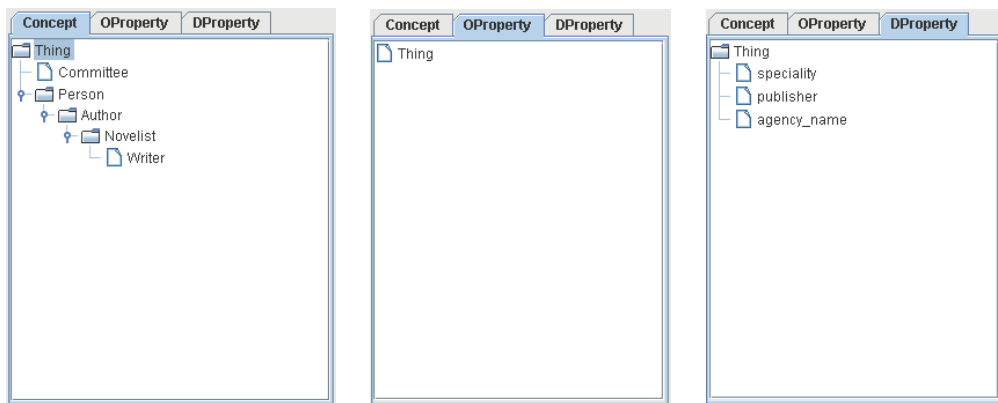 Concept OProperty DProperty
Thing
Committee
Person
Author
Novelist
Writer
Concept OProperty DProperty
Thing
Concept OProperty DProperty
Thing
speciality
publisher
agency_name